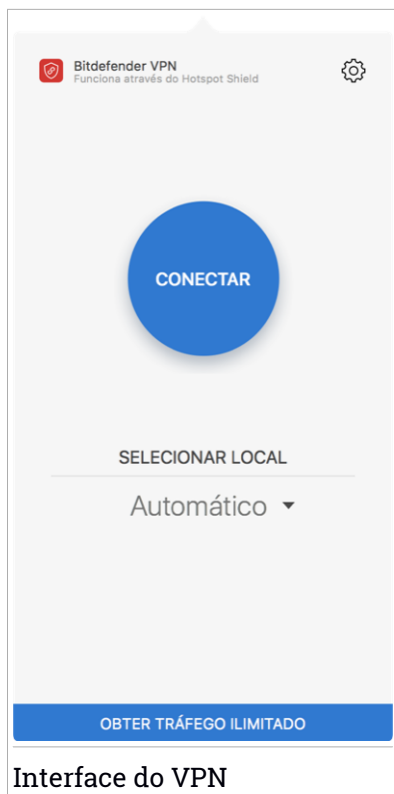 Bitdefender VPN
Funciona através do Hotspot Shield
CONECTAR
SELECIONAR LOCAL
Automático
OBTER TRÁFEGO ILIMITADO
Interface do VPN